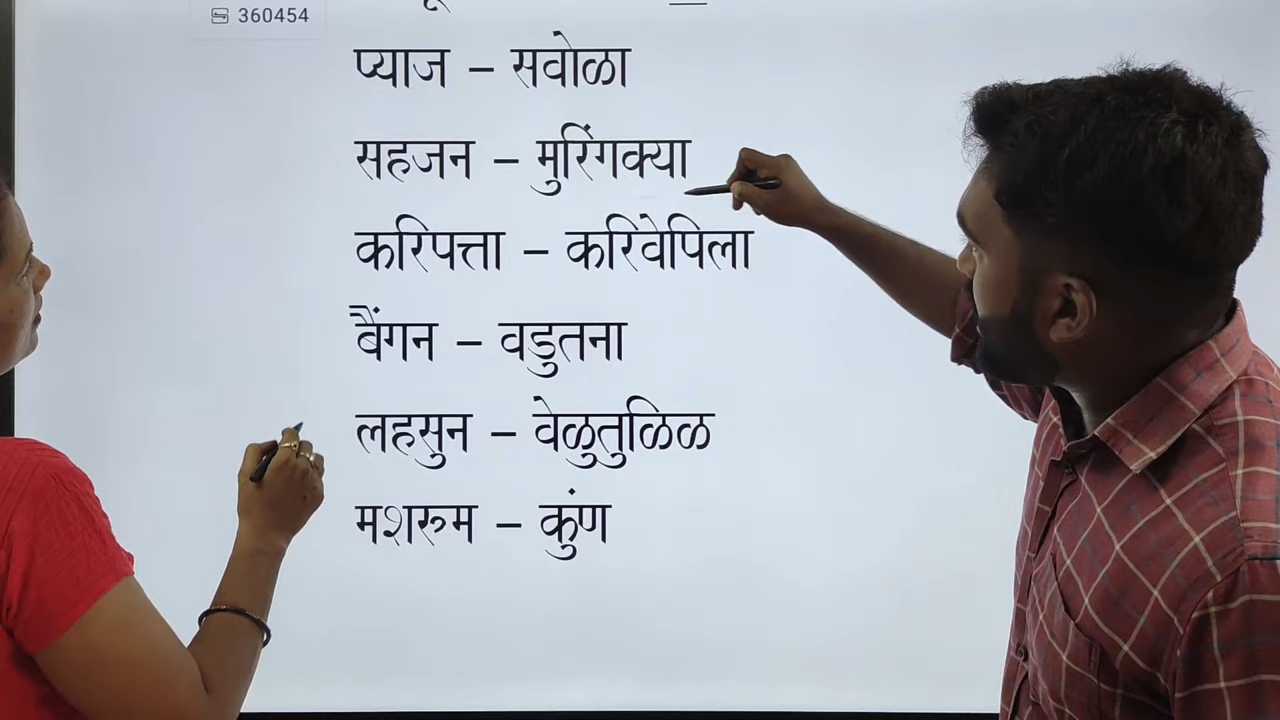 360454
प्याज – सवोळा
सहजन – मुरिंगक्या
करिपत्ता – करिवेपिला
बैंगन – वडुतना
लहसुन – वेळुतुळिळ
मशरूम – कुंण